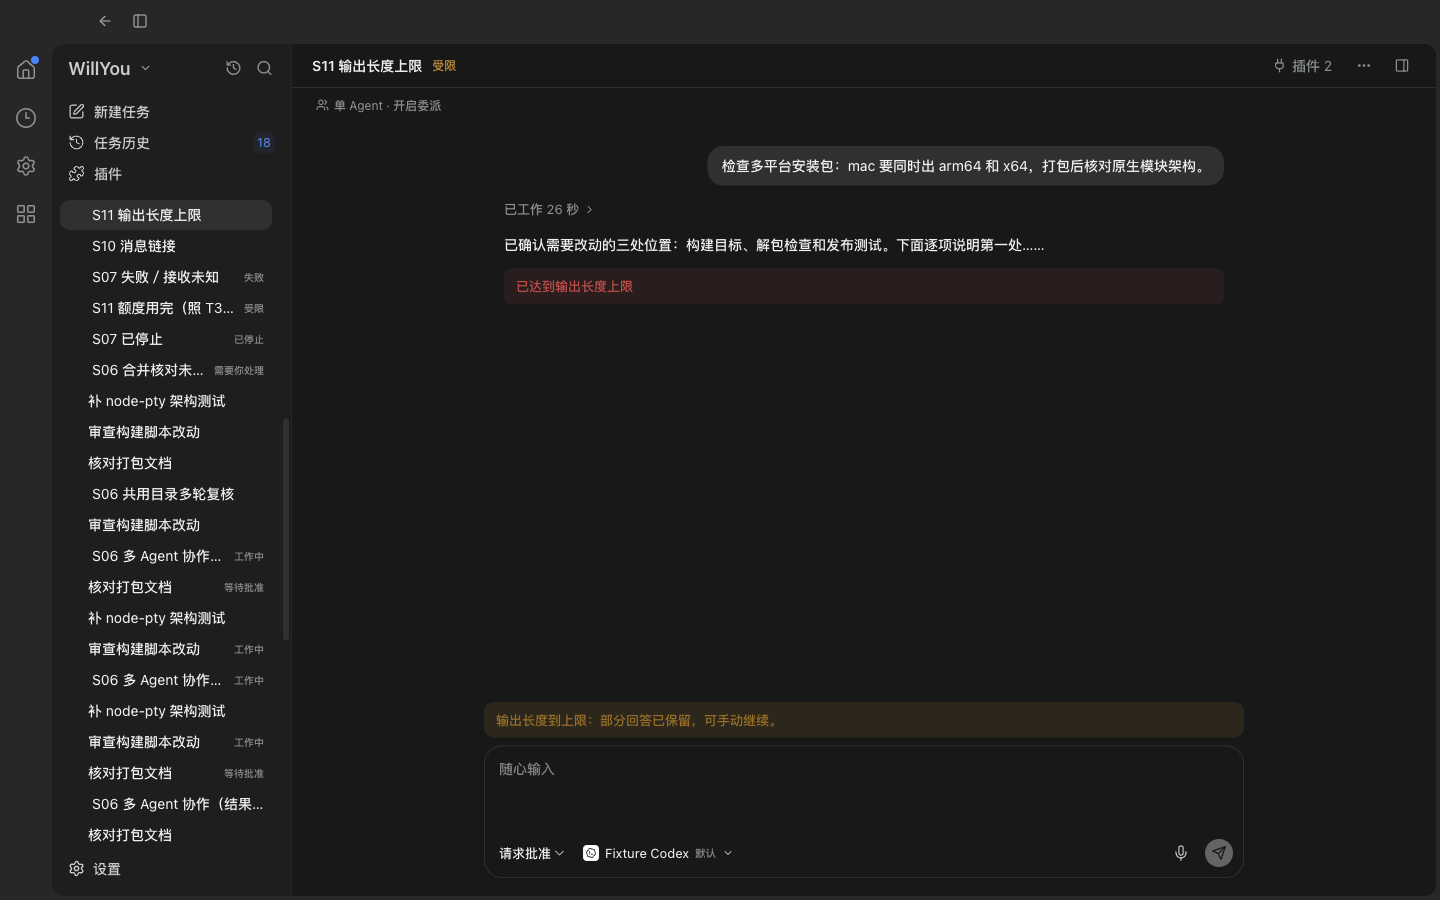 WillYou
新建任务
任务历史
18
插件
S11 输出长度上限
S10 消息链接
S07 失败 / 接收未知
失败
S11 额度用完（照 T3...
受限
S07 已停止
已停止
S06 合并核对未...
需要你处理
补 node-pty 架构测试
审查构建脚本改动
核对打包文档
S06 共用目录多轮复核
审查构建脚本改动
S06 多 Agent 协作...
工作中
核对打包文档
等待批准
补 node-pty 架构测试
审查构建脚本改动
工作中
S06 多 Agent 协作...
工作中
补 node-pty 架构测试
审查构建脚本改动
工作中
核对打包文档
等待批准
S06 多 Agent 协作（结果...
核对打包文档
设置
S11 输出长度上限
受限
插件 2
单 Agent · 开启委派
检查多平台安装包：mac 要同时出 arm64 和 x64，打包后核对原生模块架构。
已工作 26 秒
已确认需要改动的三处位置：构建目标、解包检查和发布测试。下面逐项说明第一处……
已达到输出长度上限
输出长度到上限：部分回答已保留，可手动继续。
随心输入
请求批准
Fixture Codex 默认